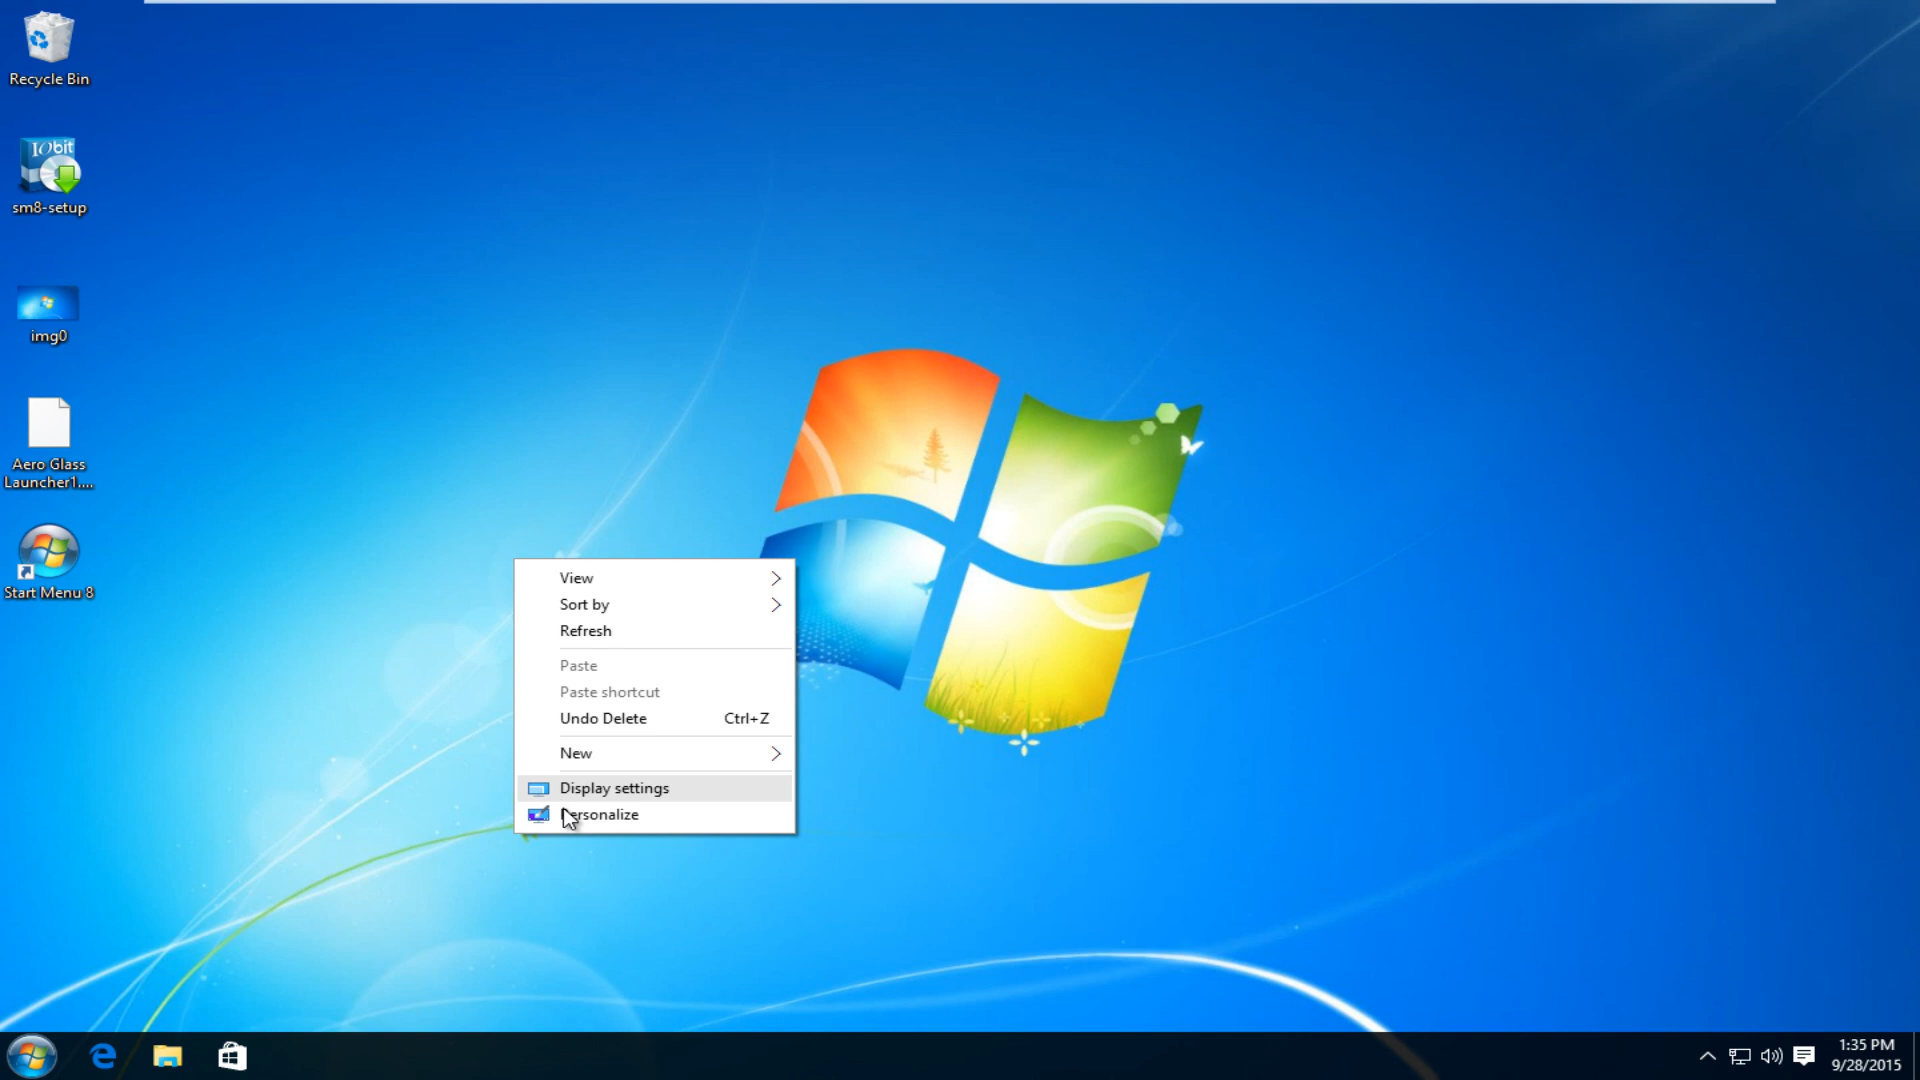 Recycle Bin
IObit
sm8-setup
img0
Aero Glass
Launcher1....
Start Menu 8
View
Sort by
Refresh
Paste
Paste shortcut
Undo Delete Ctrl+Z
New
Display settings
ersonalize
1:35 PM
9/28/2015